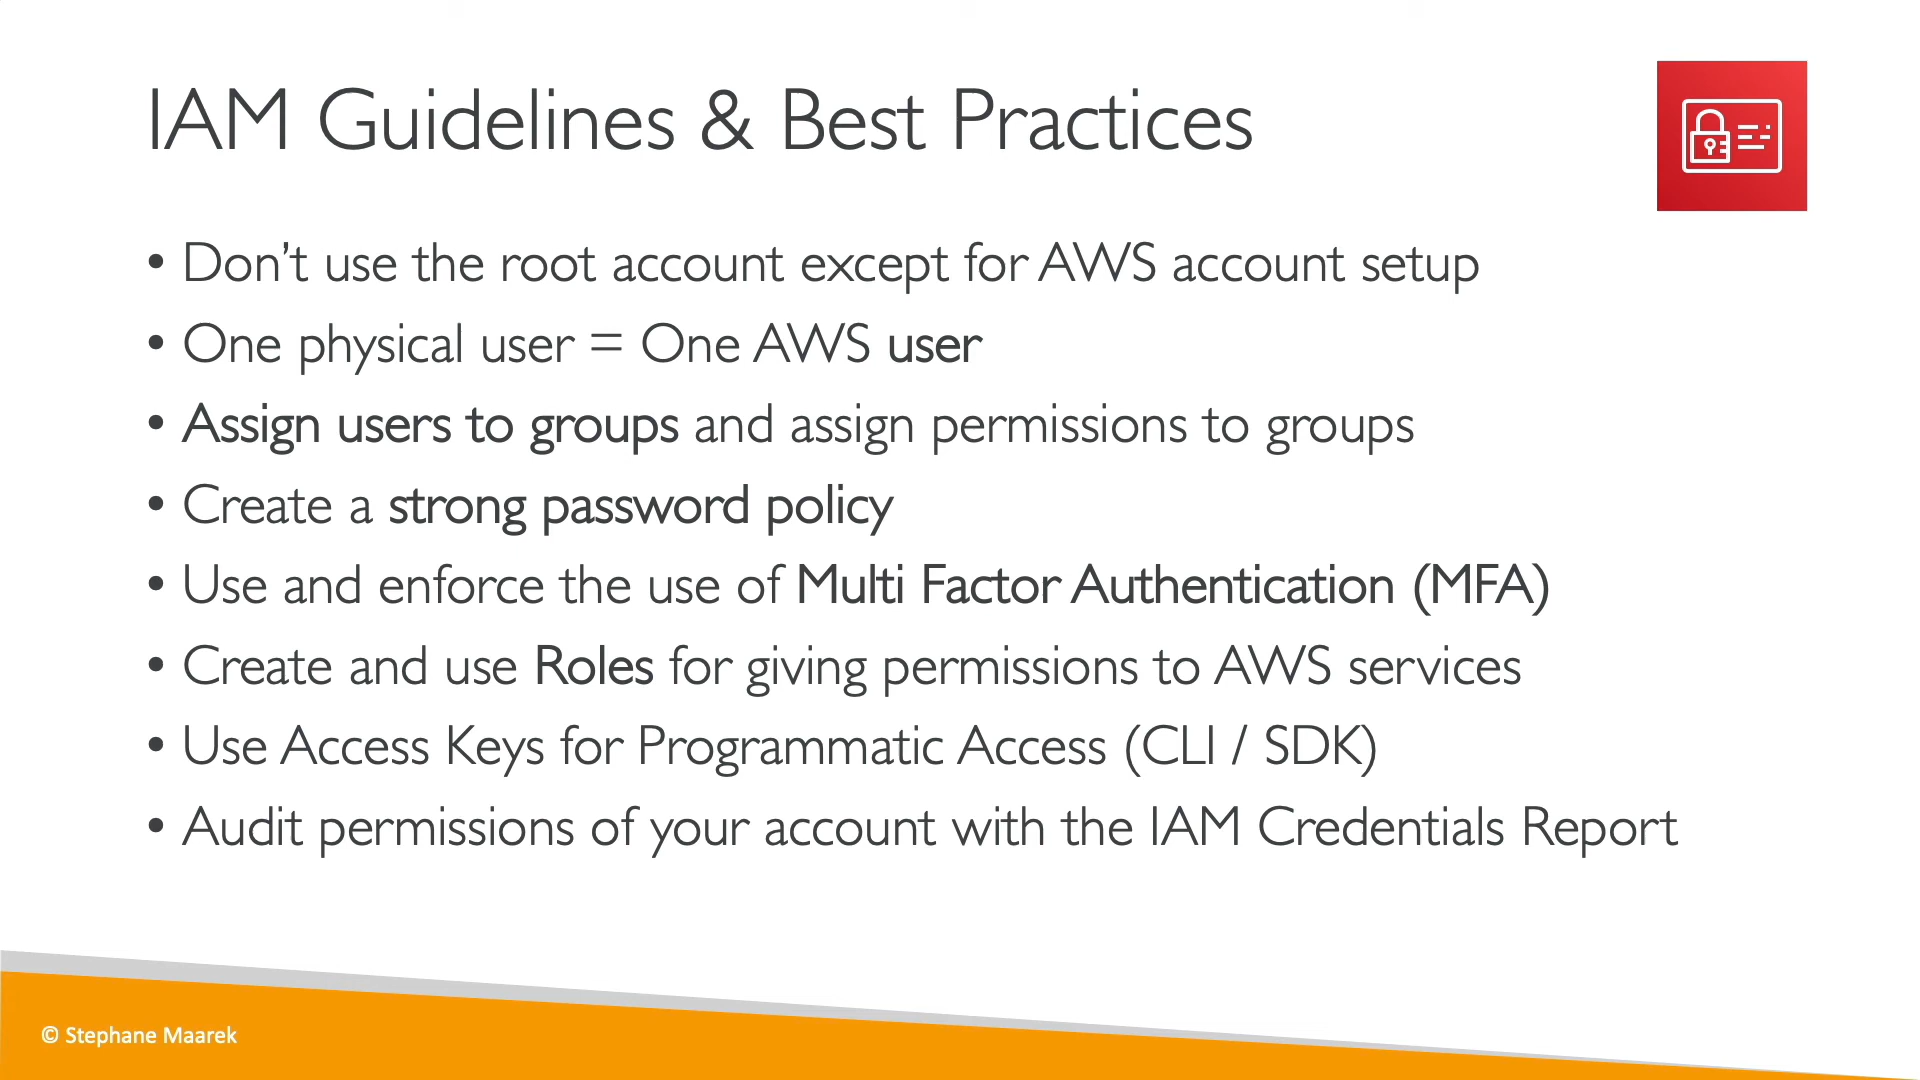 IAM Guidelines & Best Practices
• Don’t use the root account except for AWS account setup
• One physical user = One AWS user
• Assign users to groups and assign permissions to groups
• Create a strong password policy
• Use and enforce the use of Multi Factor Authentication (MFA)
• Create and use Roles for giving permissions to AWS services
• Use Access Keys for Programmatic Access (CLI / SDK)
• Audit permissions of your account with the IAM Credentials Report
© Stephane Maarek